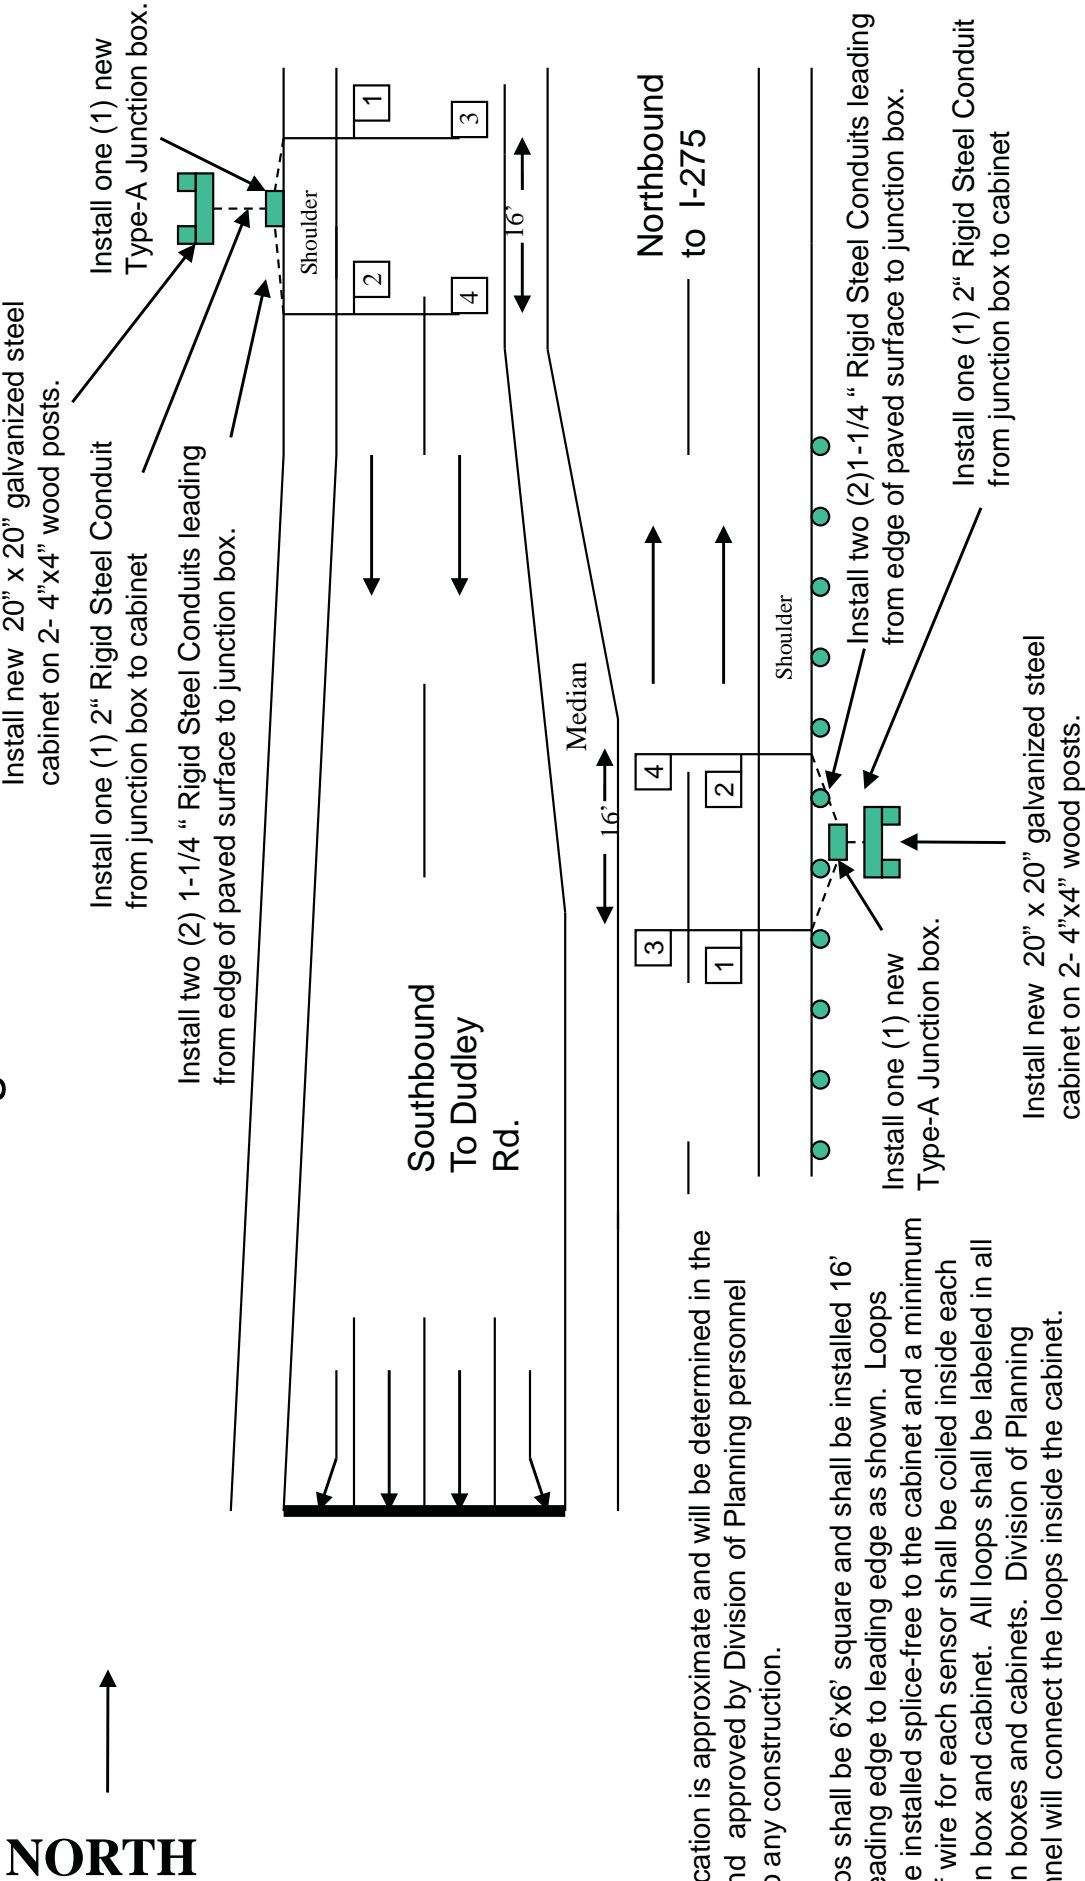 Install new 20” x 20” galvanized steel
cabinet on 2- 4”x4” wood posts.
Install one (1) new
Type-A Junction box.
Install one (1) 2“ Rigid Steel Conduit
from junction box to cabinet
Install two (2) 1-1/4 “ Rigid Steel Conduits leading
from edge of paved surface to junction box.
Shoulder
2
1
4
3
16’
Southbound
To Dudley
Rd.
Median
16’
Northbound
to I-275
3
4
1
2
Shoulder
Install two (2)1-1/4 “ Rigid Steel Conduits leading
from edge of paved surface to junction box.
Install one (1) 2“ Rigid Steel Conduit
from junction box to cabinet
Install one (1) new
Type-A Junction box.
Install new 20” x 20” galvanized steel
cabinet on 2- 4”x4” wood posts.
NORTH
is approximate and will be determined in the
approved by Division of Planning personnel
any construction.
shall be 6’x6’ square and shall be installed 16’
edge to leading edge as shown. Loops
installed splice-free to the cabinet and a minimum
wire for each sensor shall be coiled inside each
box and cabinet. All loops shall be labeled in all
boxes and cabinets. Division of Planning
will connect the loops inside the cabinet.